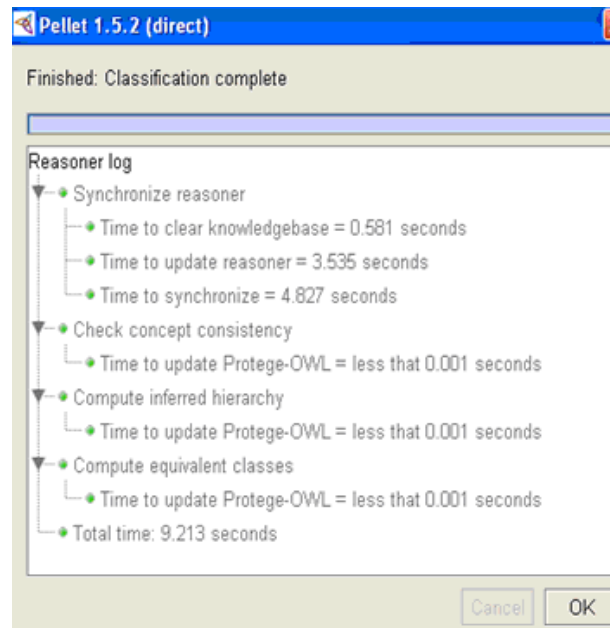 Pellet 1.5.2 (direct)
Finished: Classification complete
Reasoner log
Synchronize reasoner
Time to clear knowledgebase = 0.581 seconds
Time to update reasoner = 3.535 seconds
Time to synchronize = 4.827 seconds
Check concept consistency
Time to update Protege-OWL = less that 0.001 seconds
Compute inferred hierarchy
Time to update Protege-OWL = less that 0.001 seconds
Compute equivalent classes
Time to update Protege-OWL = less that 0.001 seconds
Total time: 9.213 seconds
Cancel OK